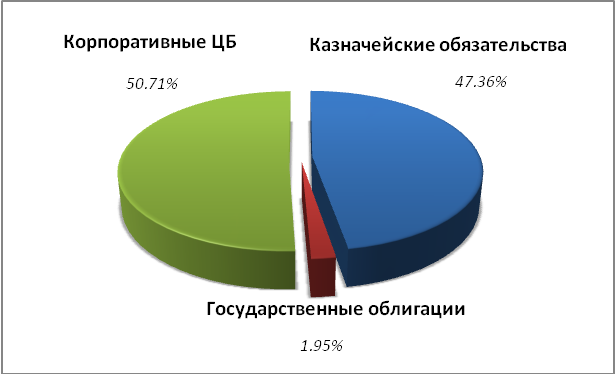 Корпоративные ЦБ
50.71%
Казначейские обязательства
47.36%
Государственные облигации
1.95%